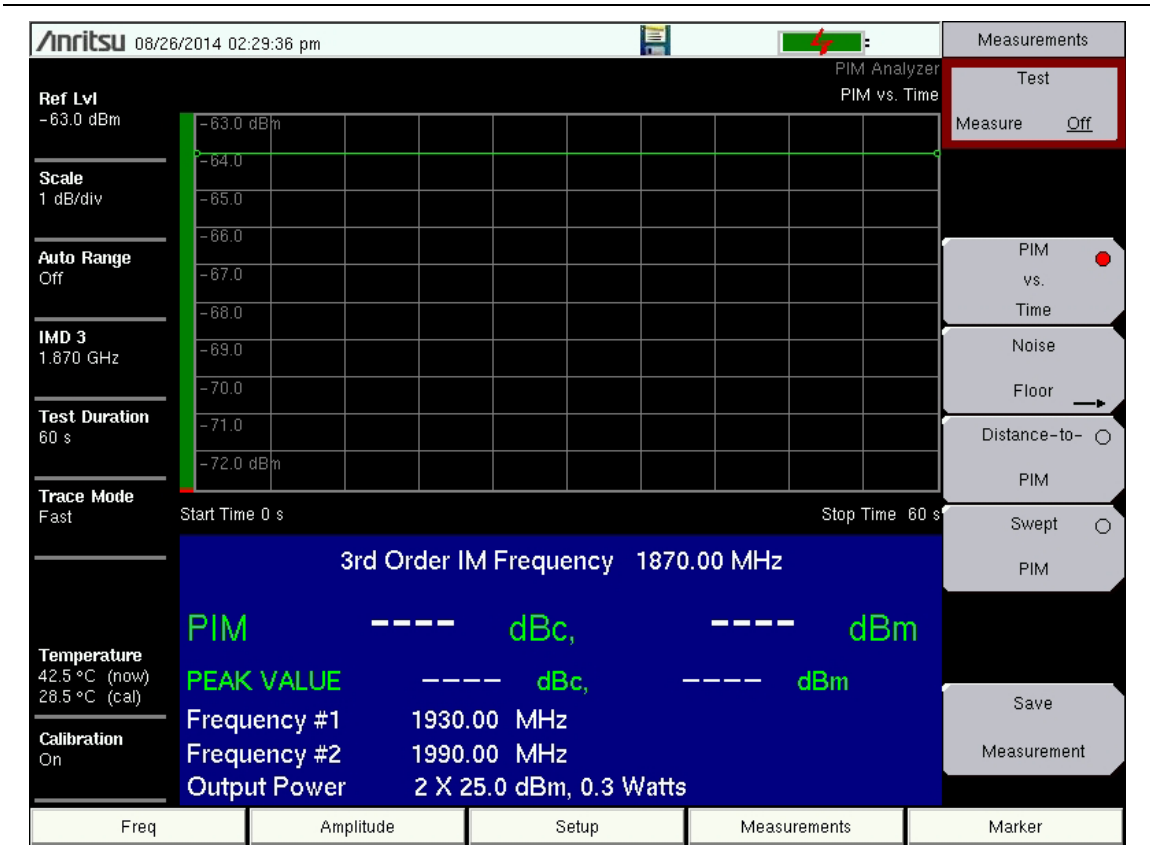 /Inritsu 08/26/2014 02:29:36 pm
Measurements
PIM Analyzer
PIM vs. Time
Ref Lvl
-63.0 dBm
Scale
1 dB/div
Auto Range
Off
IMD 3
1.870 GHz
Test Duration
60 s
Trace Mode
Fast
Temperature
42.5 °C (now)
28.5 °C (cal)
Calibration
On
-63.0 dBm
-64.0
-65.0
-66.0
-67.0
-68.0
-69.0
-70.0
-71.0
-72.0 dBm
Start Time 0 s
Stop Time 60 s
3rd Order IM Frequency 1870.00 MHz
PIM ---- dBc, ---- dBm
PEAK VALUE ---- dBc, ---- dBm
Frequency #1 1930.00 MHz
Frequency #2 1990.00 MHz
Output Power 2 X 25.0 dBm, 0.3 Watts
Test
Measure Off
PIM
vs.
Time
Noise
Floor
Distance-to-
PIM
Swept
PIM
Save
Measurement
Freq
Amplitude
Setup
Measurements
Marker